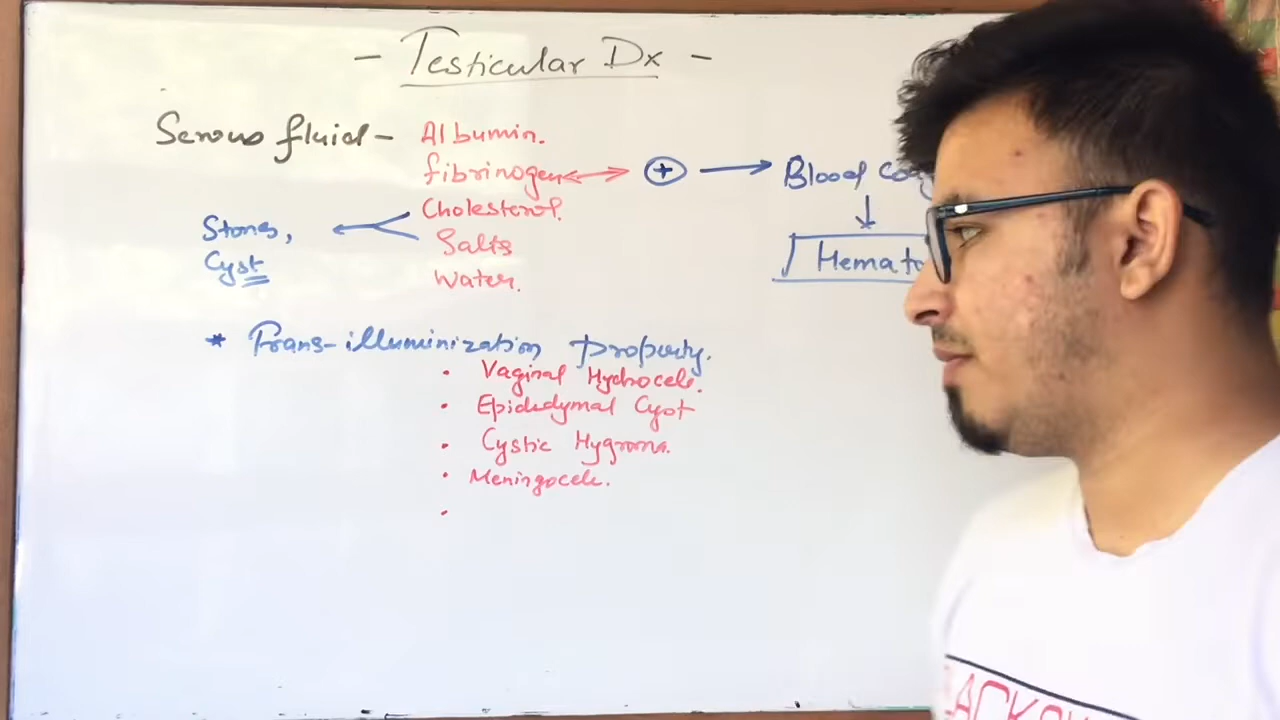 - Testicular Dx -
Serous fluid - Albumin.
fibrinogen ↔ + → Blood
Cholesterol.
Stones,
Salts
Cyst
Water.
Hemato
* Trans-illuminization property.
• Vaginal Hydrocele.
• Epididymal Cyst
• Cystic Hygroma.
• Meningocele.
•